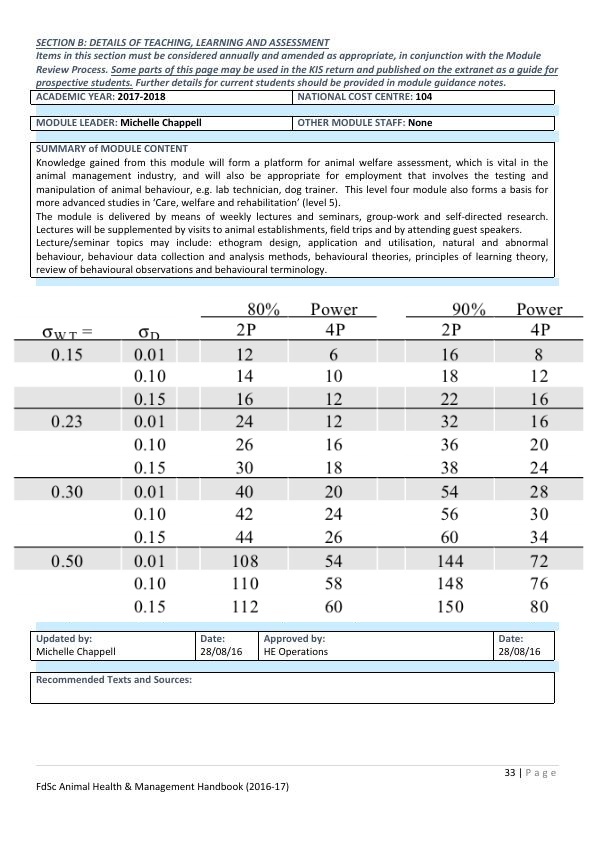 SECTION B: DETAILS OF TEACHING, LEARNING AND ASSESSMENT
Items in this section must be considered annually and amended as appropriate, in conjunction with the Module
Review Process. Some parts of this page may be used in the KIS return and published on the extranet as a guide for
prospective students. Further details for current students should be provided in module guidance notes.
ACADEMIC YEAR: 2017-2018 NATIONAL COST CENTRE: 104
MODULE LEADER: Michelle Chappell OTHER MODULE STAFF: None
SUMMARY of MODULE CONTENT
Knowledge gained from this module will form a platform for animal welfare assessment, which is vital in the
animal management industry, and will also be appropriate for employment that involves the testing and
manipulation of animal behaviour, e.g. lab technician, dog trainer. This level four module also forms a basis for
more advanced studies in ‘Care, welfare and rehabilitation’ (level 5).
The module is delivered by means of weekly lectures and seminars, group-work and self-directed research.
Lectures will be supplemented by visits to animal establishments, field trips and by attending guest speakers.
Lecture/seminar topics may include: ethogram design, application and utilisation, natural and abnormal
behaviour, behaviour data collection and analysis methods, behavioural theories, principles of learning theory,
review of behavioural observations and behavioural terminology.
80% Power 90% Power
σWT = σD 2P 4P 2P 4P
0.15 0.01 12 6 16 8
0.10 14 10 18 12
0.15 16 12 22 16
0.23 0.01 24 12 32 16
0.10 26 16 36 20
0.15 30 18 38 24
0.30 0.01 40 20 54 28
0.10 42 24 56 30
0.15 44 26 60 34
0.50 0.01 108 54 144 72
0.10 110 58 148 76
0.15 112 60 150 80
Updated by: Date: Approved by: Date:
Michelle Chappell 28/08/16 HE Operations 28/08/16
Recommended Texts and Sources:
33 | Page
FdSc Animal Health & Management Handbook (2016-17)